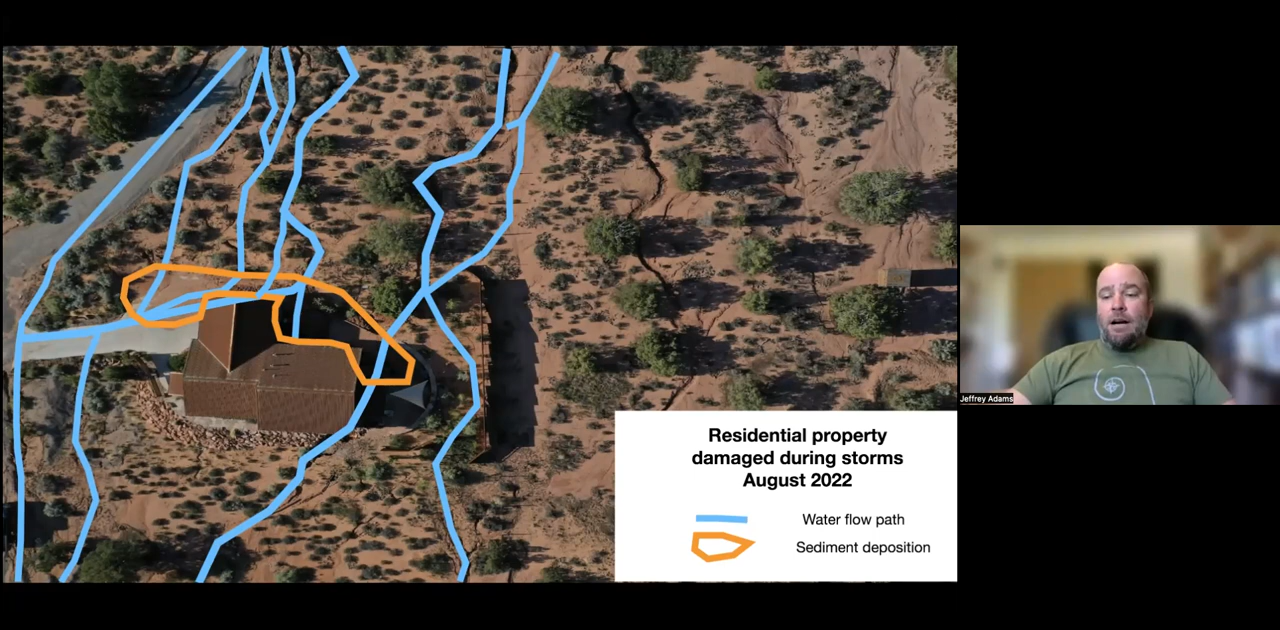 Residential property
damaged during storms
August 2022
Water flow path
Sediment deposition
Jeffrey Adams